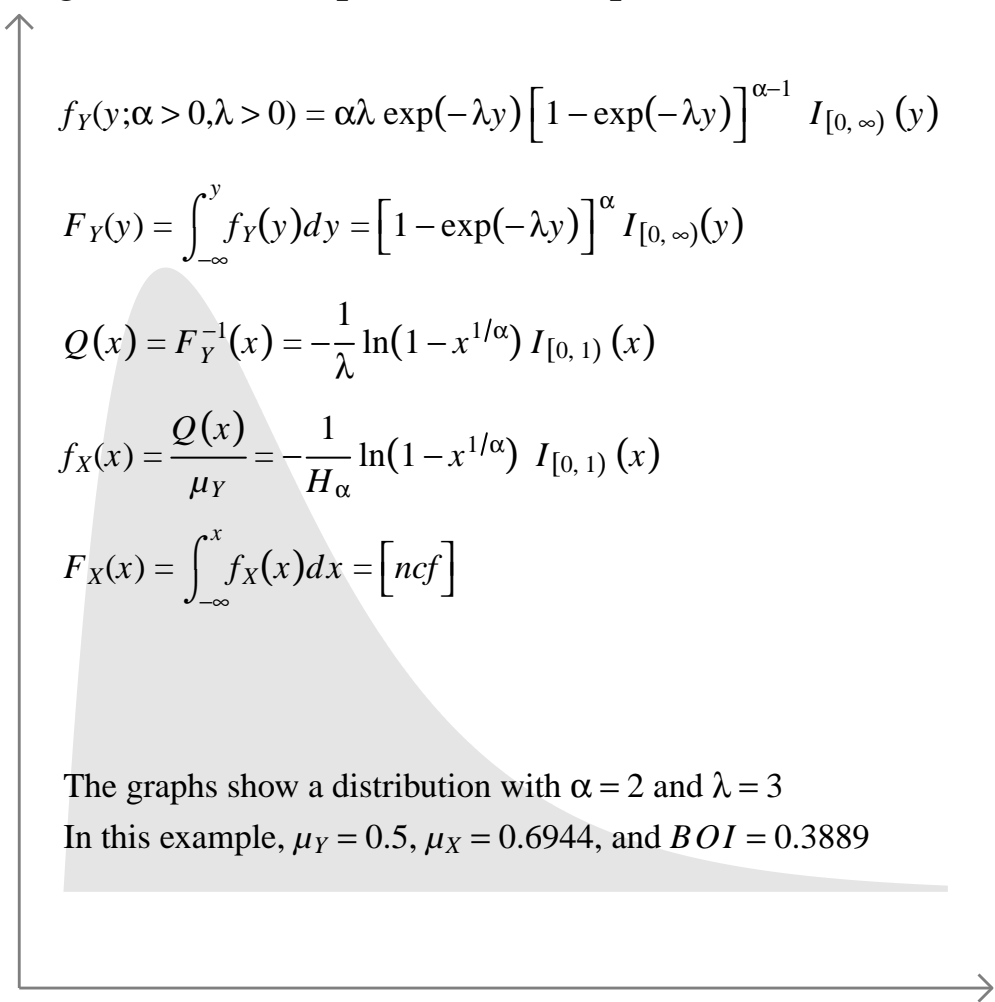 f_Y(y;α > 0,λ > 0) = αλ exp(−λy) [1 − exp(−λy)]^{α−1} I_{[0, ∞)} (y)
F_Y(y) = ∫_{−∞}^{y} f_Y(y)dy = [1 − exp(−λy)]^α I_{[0, ∞)}(y)
Q(x) = F_Y^{−1}(x) = −\frac{1}{λ} ln(1 − x^{1/α}) I_{[0, 1)} (x)
f_X(x) = \frac{Q(x)}{μ_Y} = −\frac{1}{H_α} ln(1 − x^{1/α}) I_{[0, 1)} (x)
F_X(x) = ∫_{−∞}^{x} f_X(x)dx = [ncf]
The graphs show a distribution with α = 2 and λ = 3
In this example, μ_Y = 0.5, μ_X = 0.6944, and BOI = 0.3889